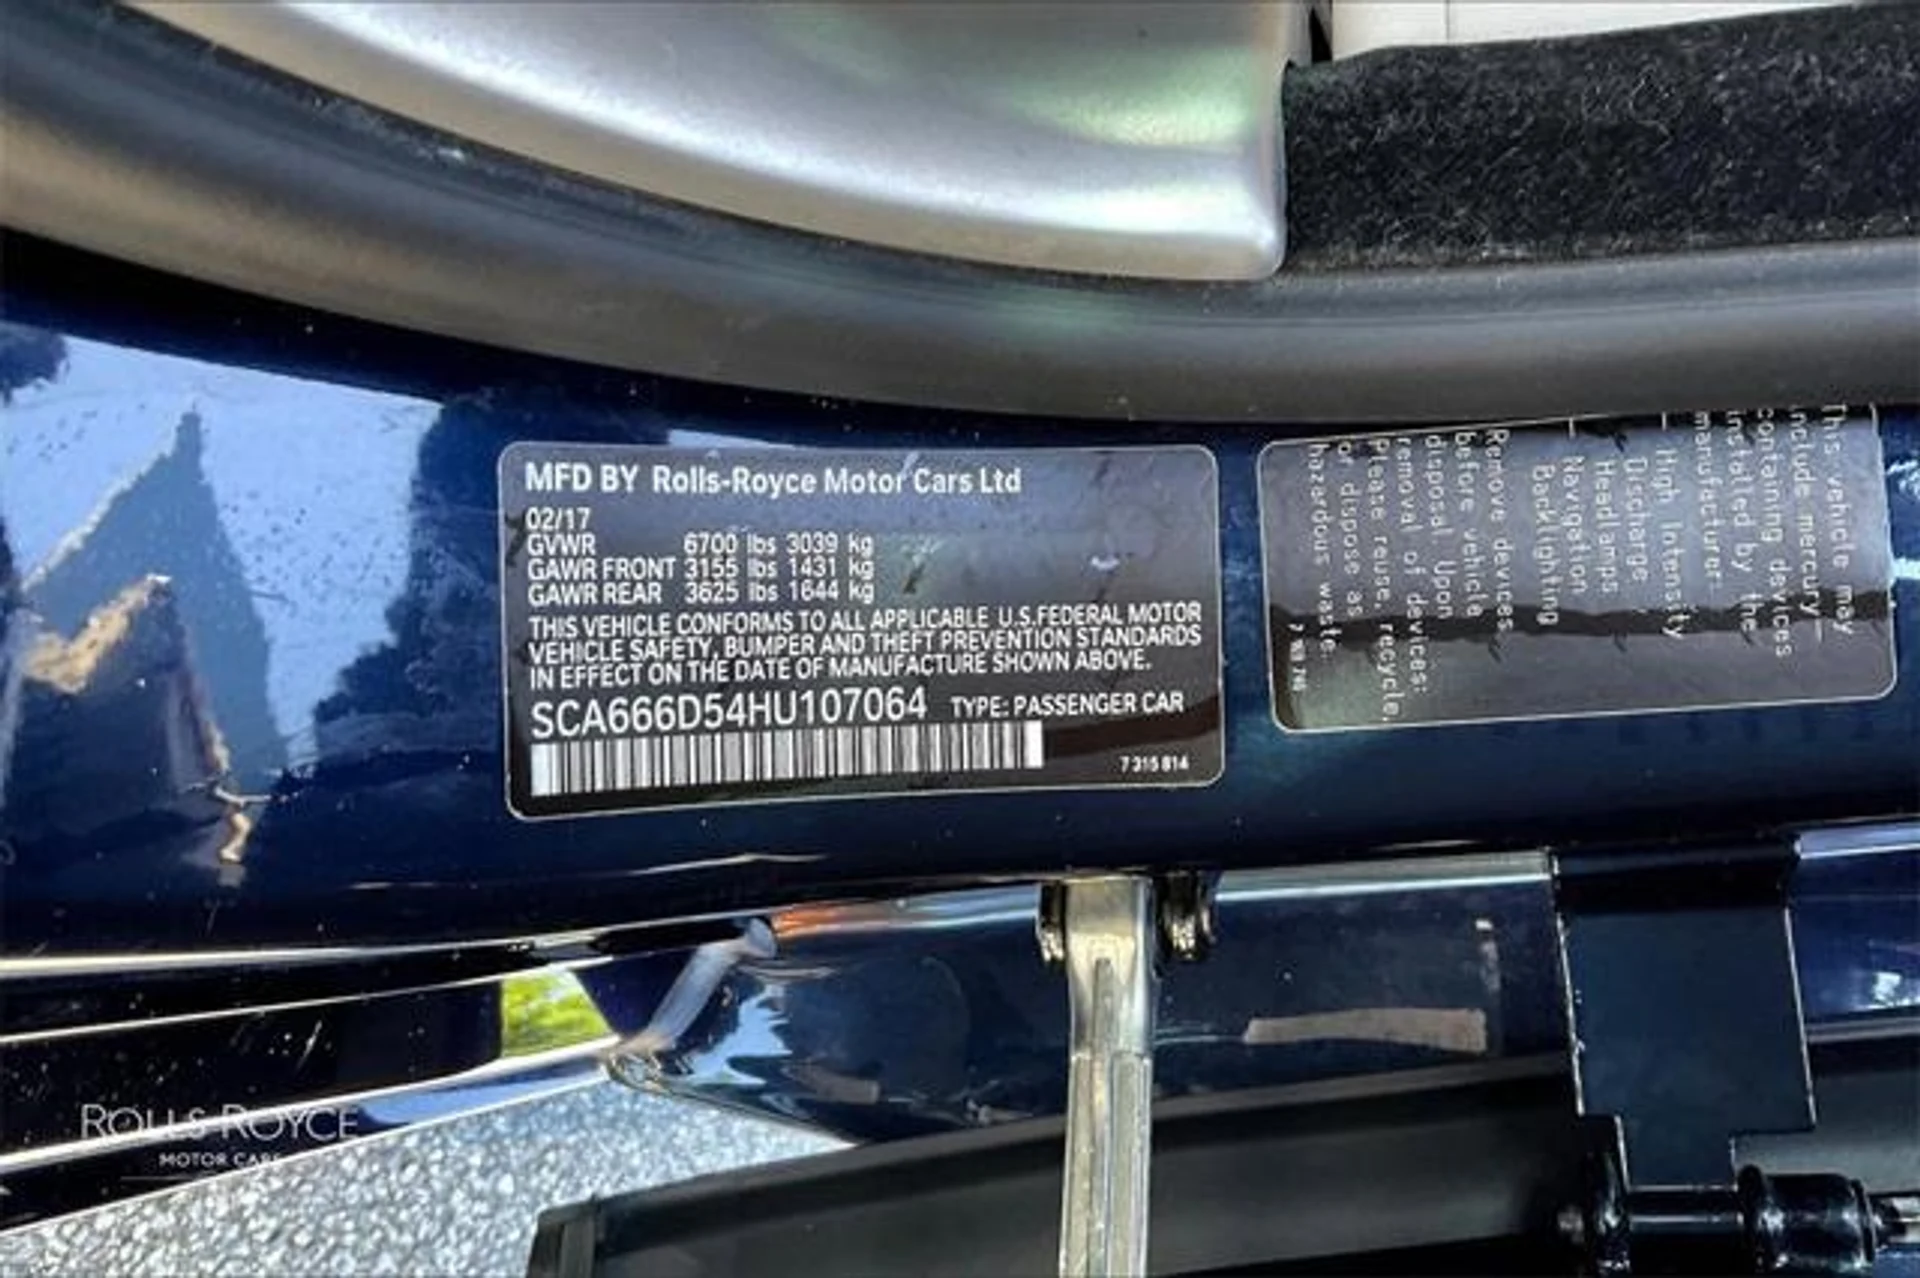 MFD BY Rolls-Royce Motor Cars Ltd
02/17
GVWR 6700 lbs 3039 kg
GAWR FRONT 3155 lbs 1431 kg
GAWR REAR 3625 lbs 1644 kg
THIS VEHICLE CONFORMS TO ALL APPLICABLE U.S.FEDERAL MOTOR
VEHICLE SAFETY, BUMPER AND THEFT PREVENTION STANDARDS
IN EFFECT ON THE DATE OF MANUFACTURE SHOWN ABOVE.
SCA666D54HU107064 TYPE: PASSENGER CAR
7 315 814
This vehicle may
include mercury-
containing devices
installed by the
manufacturer:
– High Intensity
Discharge
Headlamps
– Navigation
Backlighting
Remove devices
before vehicle
disposal. Upon
removal of devices:
Please reuse, recycle,
or dispose as
hazardous waste.
ROLLS-ROYCE
MOTOR CARS